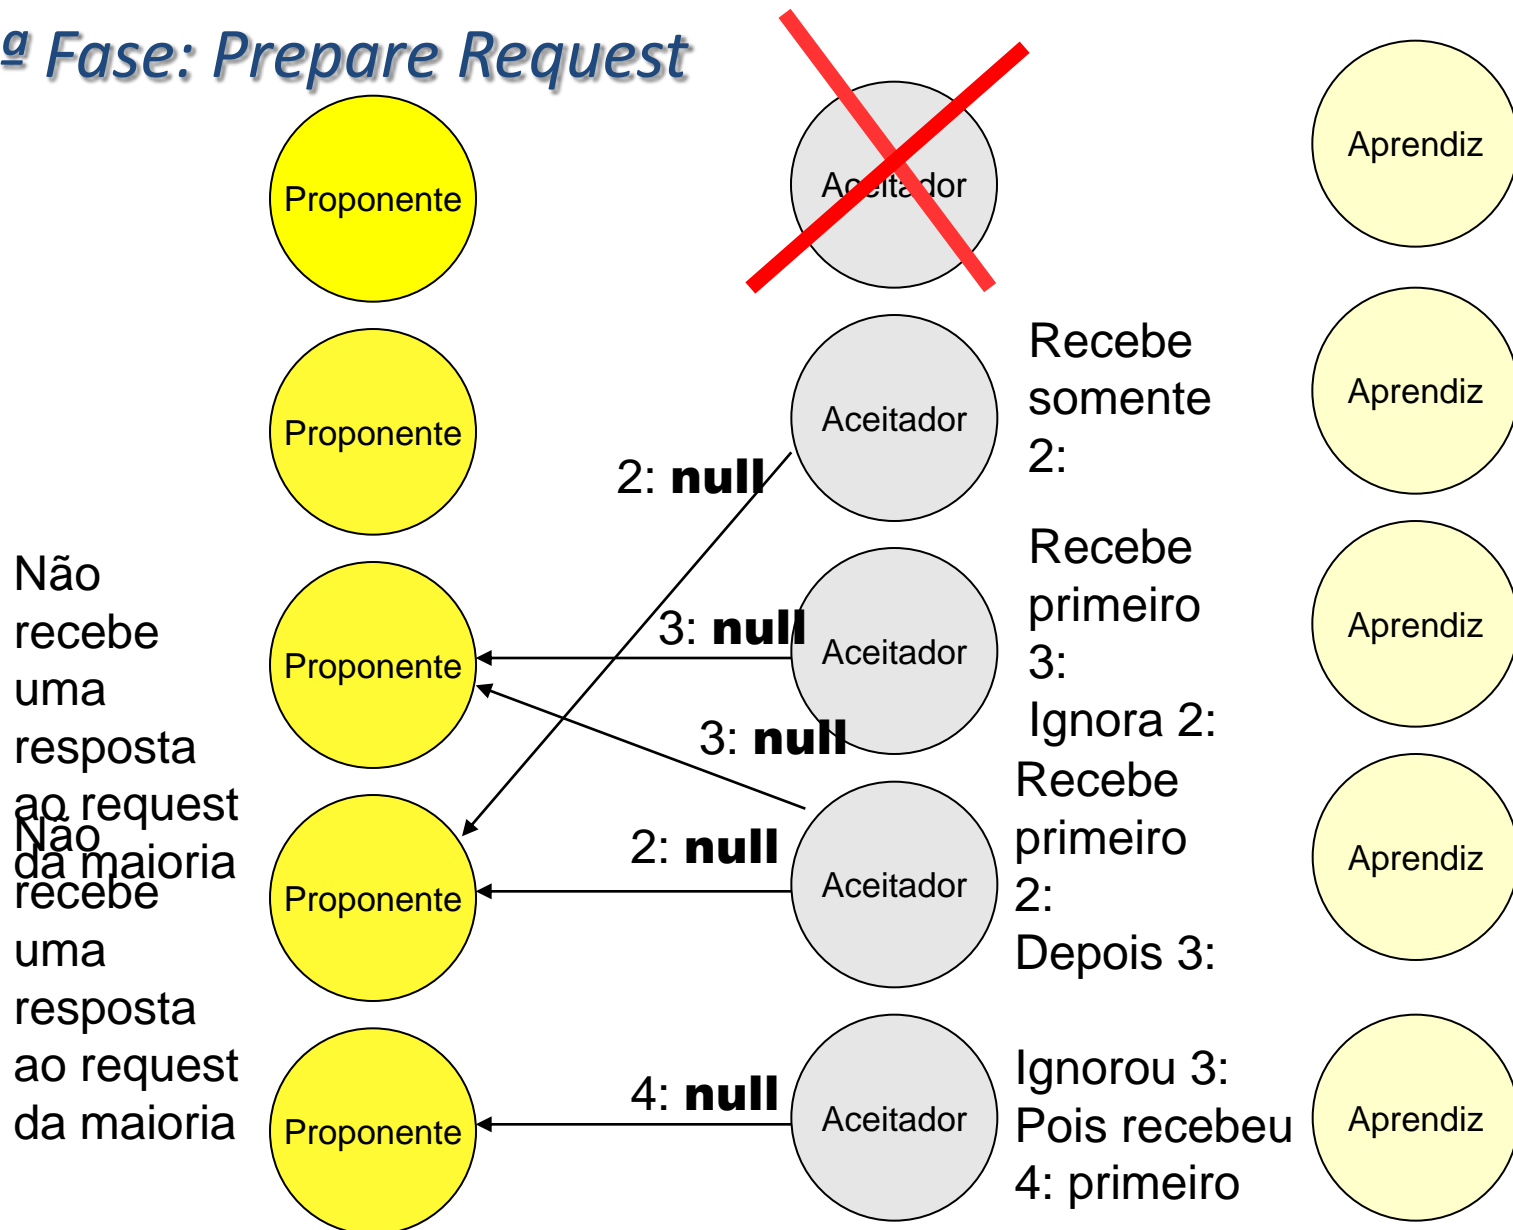 ª Fase: Prepare Request
Proponente
Aceitador
Aprendiz
Proponente
Aceitador
Recebe
somente
2:
Aprendiz
2: null
Não
recebe
uma
resposta
ao request
da maioria
Proponente
3: null
Aceitador
Recebe
primeiro
3:
Ignora 2:
Aprendiz
3: null
Não
recebe
uma
resposta
ao request
da maioria
Proponente
2: null
Aceitador
Recebe
primeiro
2:
Depois 3:
Aprendiz
Proponente
4: null
Aceitador
Ignorou 3:
Pois recebeu
4: primeiro
Aprendiz